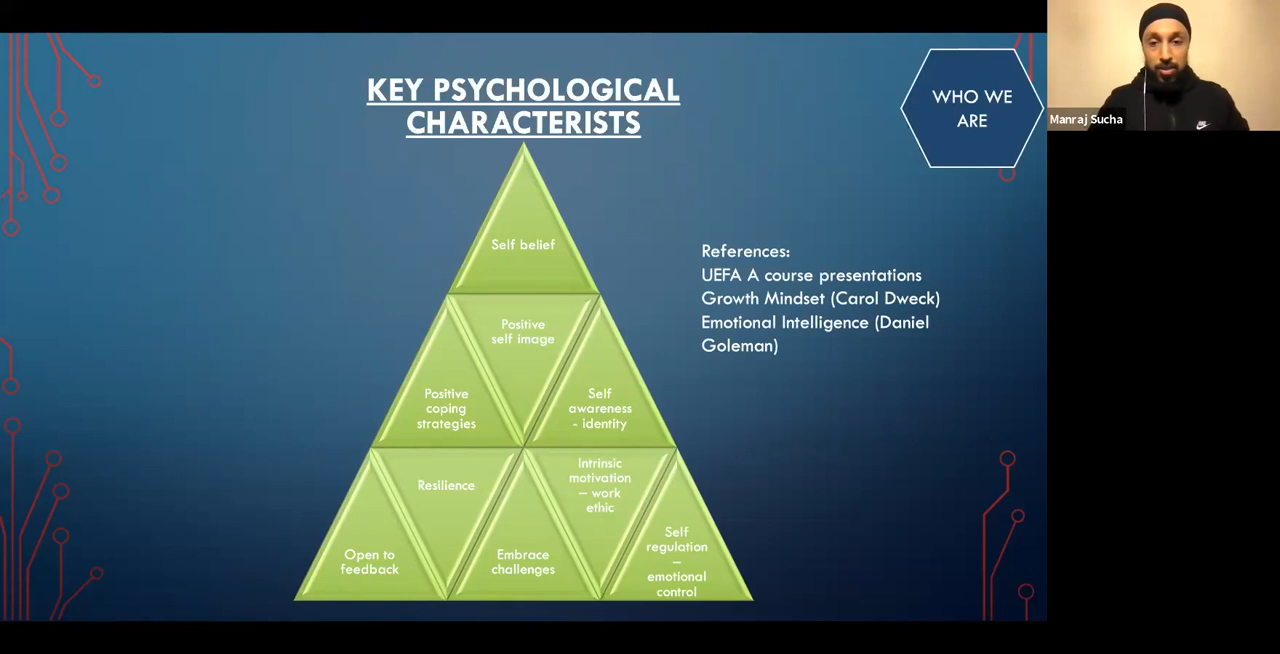 KEY PSYCHOLOGICAL
CHARACTERISTS
WHO WE
ARE
Manraj Sucha
Self belief
References:
UEFA A course presentations
Growth Mindset (Carol Dweck)
Emotional Intelligence (Daniel
Goleman)
Positive
self image
Positive
coping
strategies
Self
awareness
- identity
Resilience
Intrinsic
motivation
– work
ethic
Open to
feedback
Embrace
challenges
Self
regulation
–
emotional
control